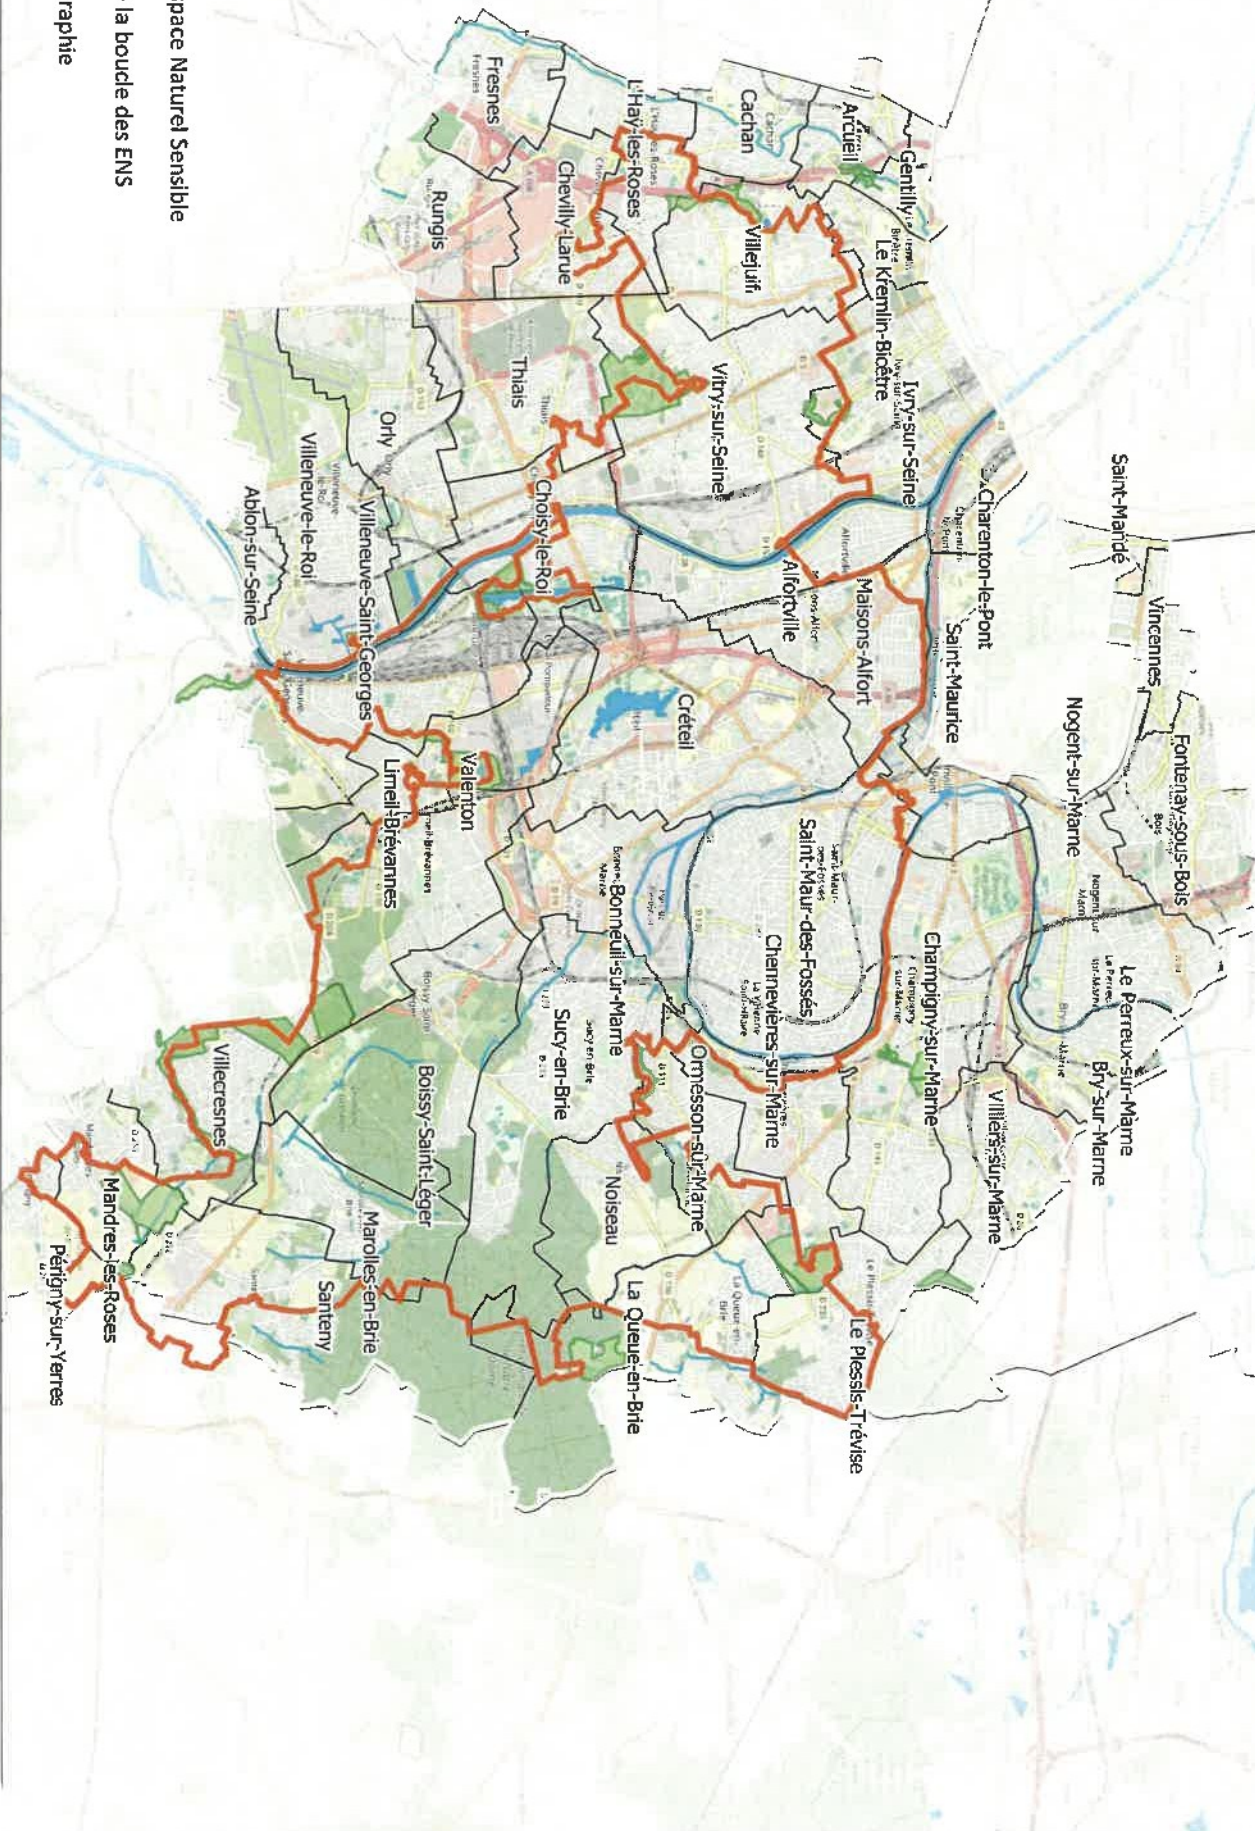 Saint-Mandé
Vincennes
Fontenay-sous-Bois
Nogent-sur-Marne
Le Perreux-sur-Marne
Bry-sur-Marne
Charenton-le-Pont
Saint-Maurice
Champigny-sur-Marne
Villiers-sur-Marne
Gentilly
Arcueil
Le Kremlin-Bicêtre
Ivry-sur-Seine
Maisons-Alfort
Alfortville
Saint-Maur-des-Fossés
Chennevières-sur-Marne
Le Plessis-Trévise
Cachan
Villejuif
Vitry-sur-Seine
Créteil
Ormesson-sur-Marne
L'Haÿ-les-Roses
Bonneuil-sur-Marne
Noiseau
La Queue-en-Brie
Chevilly-Larue
Choisy-le-Roi
Sucy-en-Brie
Fresnes
Thiais
Valenton
Rungis
Orly
Villeneuve-Saint-Georges
Limeil-Brévannes
Boissy-Saint-Léger
Marolles-en-Brie
Villeneuve-le-Roi
Santeny
Ablon-sur-Seine
Villecresnes
Mandres-les-Roses
Périgny-sur-Yerres
pace Naturel Sensible
la boucle des ENS
raphie